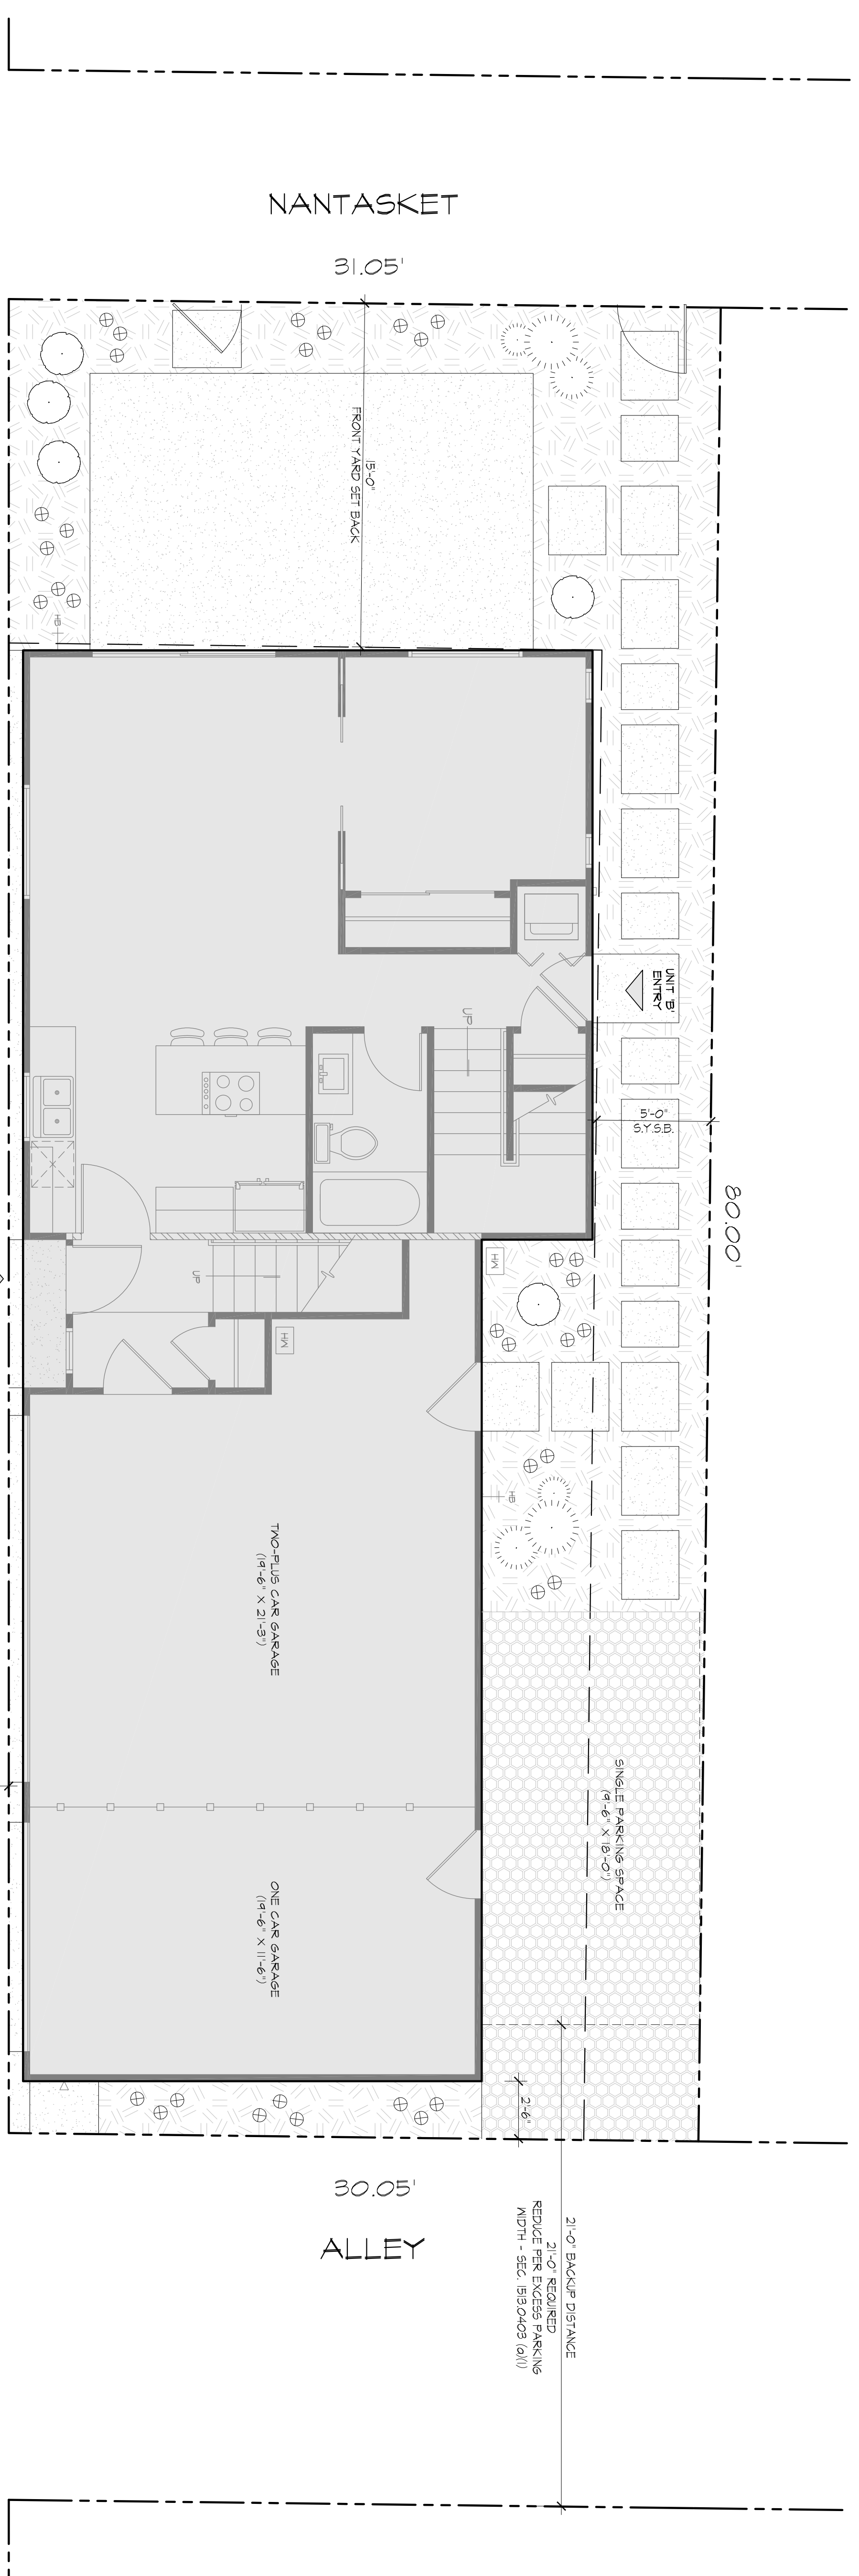 NANTASKET
31.05'
15'-0"
FRONT YARD SET BACK
HB
UNIT 'B'
ENTRY
UP
5'-0"
S.Y.S.B.
80.00'
UP
HW
HW
HB
TWO-PLUS CAR GARAGE
(19'-6" X 21'-3")
SINGLE PARKING SPACE
(9'-6" X 18'-0")
ONE CAR GARAGE
(19'-6" X 11'-6")
2'-6"
30.05'
ALLEY
21'-0" BACKUP DISTANCE
21'-0" REQUIRED
REDUCE PER EXCESS PARKING
WIDTH - SEC. 1513.0403 (a)(1)